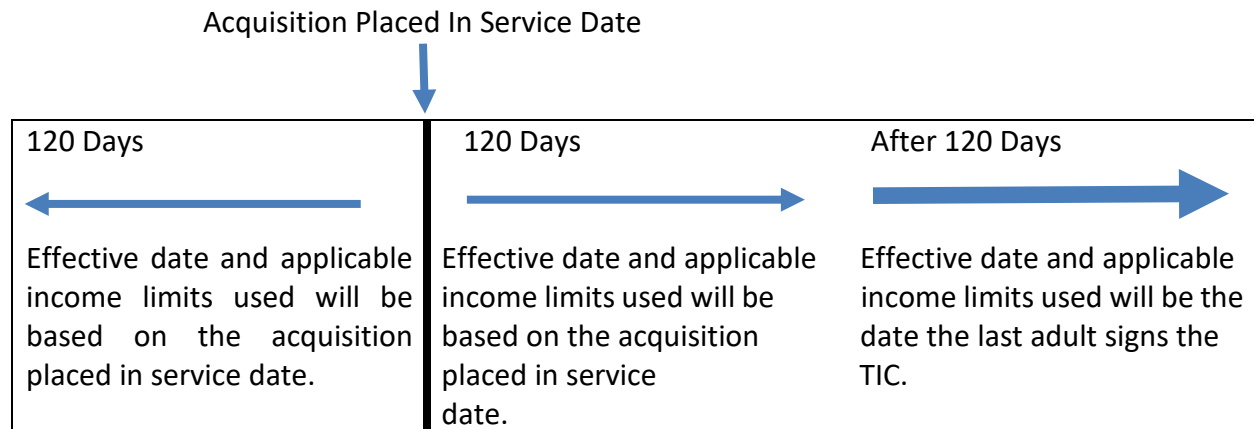 Acquisition Placed In Service Date
120 Days
Effective date and applicable
income limits used will be
based on the acquisition
placed in service date.
120 Days
Effective date and applicable
income limits used will be
based on the acquisition
placed in service
date.
After 120 Days
Effective date and applicable
income limits used will be the
date the last adult signs the
TIC.